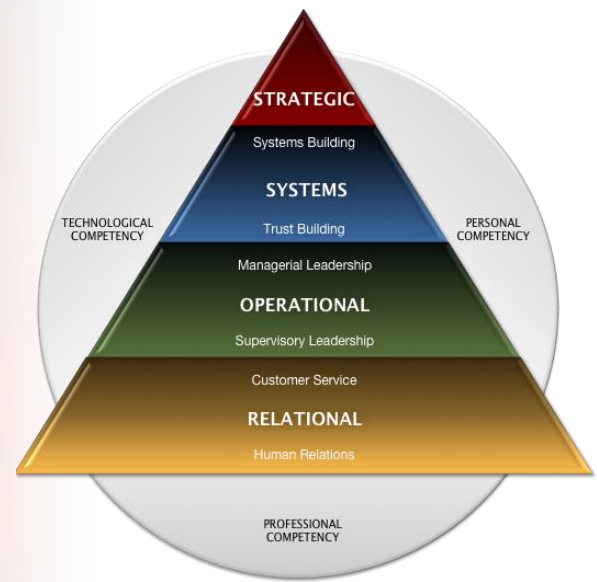 STRATEGIC
Systems Building
SYSTEMS
TECHNOLOGICAL
COMPETENCY
Trust Building
PERSONAL
COMPETENCY
Managerial Leadership
OPERATIONAL
Supervisory Leadership
Customer Service
RELATIONAL
Human Relations
PROFESSIONAL
COMPETENCY